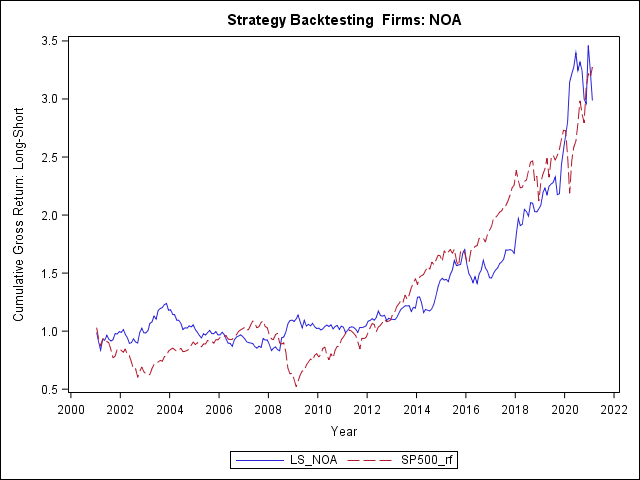 Strategy Backtesting  Firms: NOA
3.5
3.0
2.5
2.0
1.5
1.0
0.5
Cumulative Gross Return: Long-Short
2000 2002 2004 2006 2008 2010 2012 2014 2016 2018 2020 2022
Year
LS_NOA SP500_rf